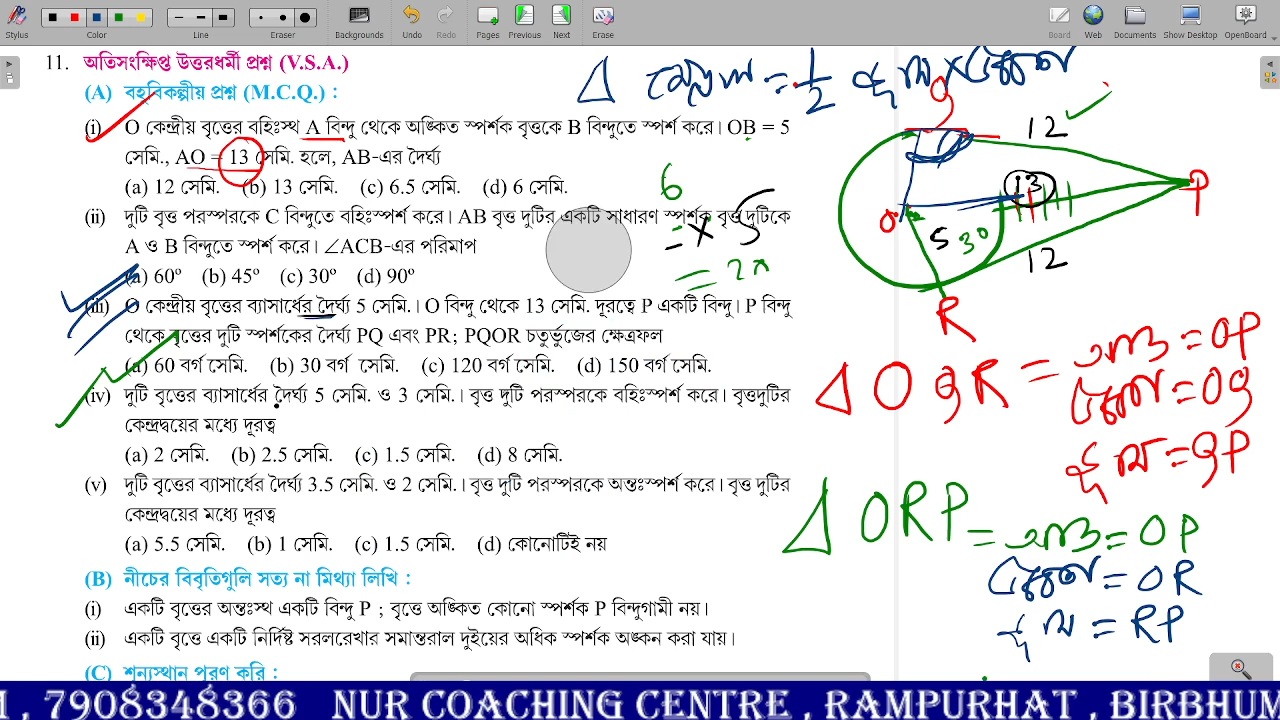 Stylus
Color
Line
Eraser
Backgrounds
Undo
Redo
Pages
Previous
Next
Erase
Board
Web
Documents
Show Desktop
OpenBoard
11. অতিসংক্ষিপ্ত উত্তরধর্মী প্রশ্ন (V.S.A.)
(A) বহুবিকল্পীয় প্রশ্ন (M.C.Q.) :
(i) O কেন্দ্রীয় বৃত্তের বহিঃস্থ A বিন্দু থেকে অঙ্কিত স্পর্শক বৃত্তকে B বিন্দুতে স্পর্শ করে। OB = 5
সেমি., AO = 13 সেমি. হলে, AB-এর দৈর্ঘ্য
(a) 12 সেমি. (b) 13 সেমি. (c) 6.5 সেমি. (d) 6 সেমি.
(ii) দুটি বৃত্ত পরস্পরকে C বিন্দুতে বহিঃস্পর্শ করে। AB বৃত্ত দুটির একটি সাধারণ স্পর্শক বৃত্ত দুটিকে
A ও B বিন্দুতে স্পর্শ করে। ∠ACB-এর পরিমাপ
(a) 60° (b) 45° (c) 30° (d) 90°
(iii) O কেন্দ্রীয় বৃত্তের ব্যাসার্ধের দৈর্ঘ্য 5 সেমি.। O বিন্দু থেকে 13 সেমি. দূরত্বে P একটি বিন্দু। P বিন্দু
থেকে বৃত্তের দুটি স্পর্শকের দৈর্ঘ্য PQ এবং PR; PQOR চতুর্ভুজের ক্ষেত্রফল
(a) 60 বর্গ সেমি. (b) 30 বর্গ সেমি. (c) 120 বর্গ সেমি. (d) 150 বর্গ সেমি.
(iv) দুটি বৃত্তের ব্যাসার্ধের দৈর্ঘ্য 5 সেমি. ও 3 সেমি.। বৃত্ত দুটি পরস্পরকে বহিঃস্পর্শ করে। বৃত্তদুটির
কেন্দ্রদ্বয়ের মধ্যে দূরত্ব
(a) 2 সেমি. (b) 2.5 সেমি. (c) 1.5 সেমি. (d) 8 সেমি.
(v) দুটি বৃত্তের ব্যাসার্ধের দৈর্ঘ্য 3.5 সেমি. ও 2 সেমি.। বৃত্ত দুটি পরস্পরকে অন্তঃস্পর্শ করে। বৃত্ত দুটির
কেন্দ্রদ্বয়ের মধ্যে দূরত্ব
(a) 5.5 সেমি. (b) 1 সেমি. (c) 1.5 সেমি. (d) কোনোটিই নয়
(B) নীচের বিবৃতিগুলি সত্য না মিথ্যা লিখি :
(i) একটি বৃত্তের অন্তঃস্থ একটি বিন্দু P ; বৃত্তে অঙ্কিত কোনো স্পর্শক P বিন্দুগামী নয়।
(ii) একটি বৃত্তে একটি নির্দিষ্ট সরলরেখার সমান্তরাল দুইয়ের অধিক স্পর্শক অঙ্কন করা যায়।
(C) শূন্যস্থান পূরণ করি :
6
12
13
P
O
5
30
12
R
Δ OQR =
= OP
= OQ
= QP
Δ ORP =
= OP
= OR
= RP
, 7908348366 NUR COACHING CENTRE, RAMPURHAT, BIRBHUM